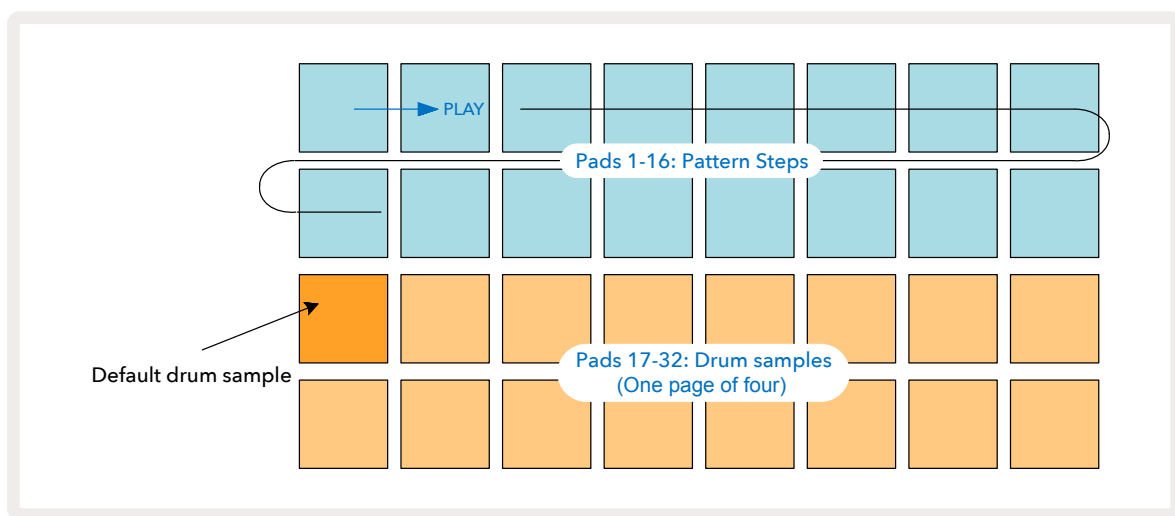 PLAY
Pads 1-16: Pattern Steps
Default drum sample
Pads 17-32: Drum samples
(One page of four)